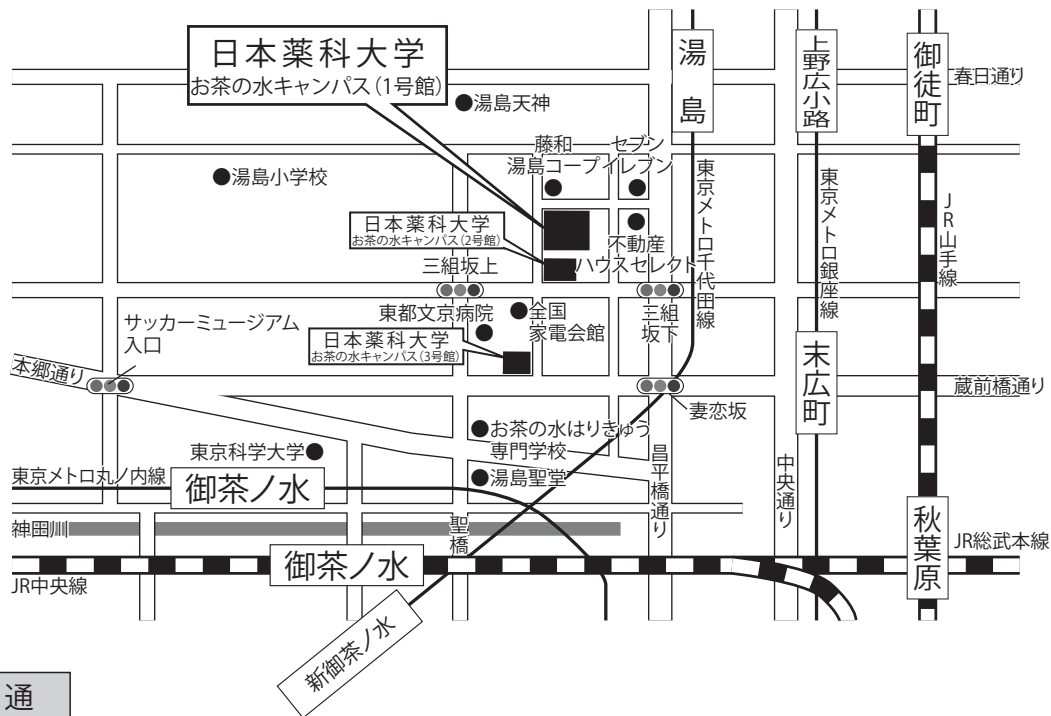 日本薬科大学
お茶の水キャンパス(1号館)
湯島
上野広小路
御徒町
春日通り
湯島天神
藤和
湯島コープ
セブン
イレブン
湯島小学校
日本薬科大学
お茶の水キャンパス(2号館)
不動産
ハウスセレクト
東京メトロ千代田線
東京メトロ銀座線
JR山手線
三組坂上
東都文京病院
全国
家電会館
三組
坂下
サッカーミュージアム
入口
日本薬科大学
お茶の水キャンパス(3号館)
末広町
本郷通り
蔵前橋通り
妻恋坂
お茶の水はりきゅう
専門学校
東京科学大学
湯島聖堂
昌平橋通り
中央通り
東京メトロ丸ノ内線
御茶ノ水
神田川
聖橋
秋葉原
JR総武本線
御茶ノ水
JR中央線
新御茶ノ水
通